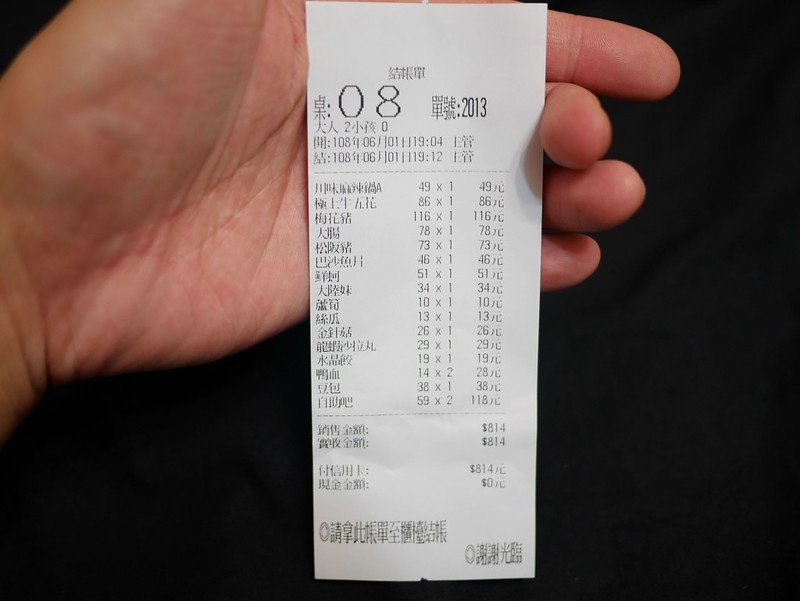 結帳單
桌:08 單號:2013
大人 2小孩 0
開:108年06月01日19:04 主管
結:108年06月01日19:12 主管
川味麻辣鍋A 49 x 1 49元
極上牛五花 86 x 1 86元
梅花豬 116 x 1 116元
大腸 78 x 1 78元
松阪豬 73 x 1 73元
巴沙魚片 46 x 1 46元
鮮蚵 51 x 1 51元
大陸妹 34 x 1 34元
蘆筍 10 x 1 10元
絲瓜 13 x 1 13元
金針菇 26 x 1 26元
龍蝦沙拉丸 29 x 1 29元
水晶餃 19 x 1 19元
鴨血 14 x 2 28元
豆包 38 x 1 38元
自助吧 59 x 2 118元
銷售金額: $814
實收金額: $814
付信用卡: $814元
現金金額: $0元
◎請拿此帳單至櫃檯結帳
◎謝謝光臨